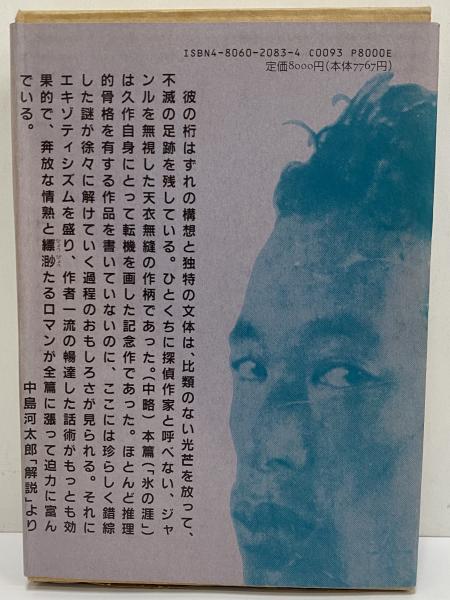 ISBN4-8060-2083-4 C0093 P8000E
定価8000円(本体7767円)
彼の桁はずれの構想と独特の文体は、比類のない光芒を放って、
不滅の足跡を残している。ひとくちに探偵作家と呼べない、ジャ
ンルを無視した天衣無縫の作柄であった。(中略)本篇(「氷の涯」)
は久作自身にとって転機を画した記念作であった。ほとんど推理
的骨格を有する作品を書いていないのに、ここには珍らしく錯綜
した謎が徐々に解けていく過程のおもしろさが見られる。それに
エキゾティシズムを盛り、作者一流の暢達した話術がもっとも効
果的で、奔放な情熱と縹渺たるロマンが全篇に漲って迫力に富ん
でいる。
中島河太郎「解説」より